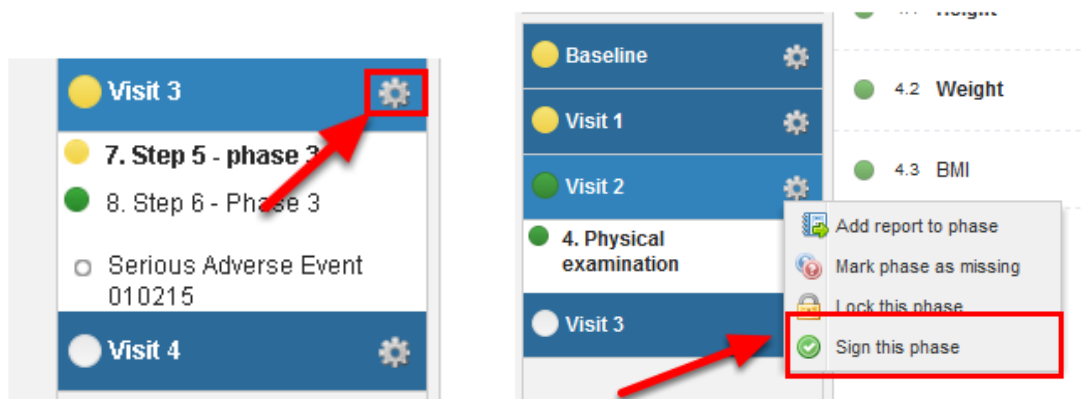 Visit 3
7. Step 5 - phase 3
8. Step 6 - Phase 3
Serious Adverse Event
010215
Visit 4
Baseline
Visit 1
Visit 2
4. Physical
examination
Visit 3
Height
4.2 Weight
4.3 BMI
Add report to phase
Mark phase as missing
Lock this phase
Sign this phase